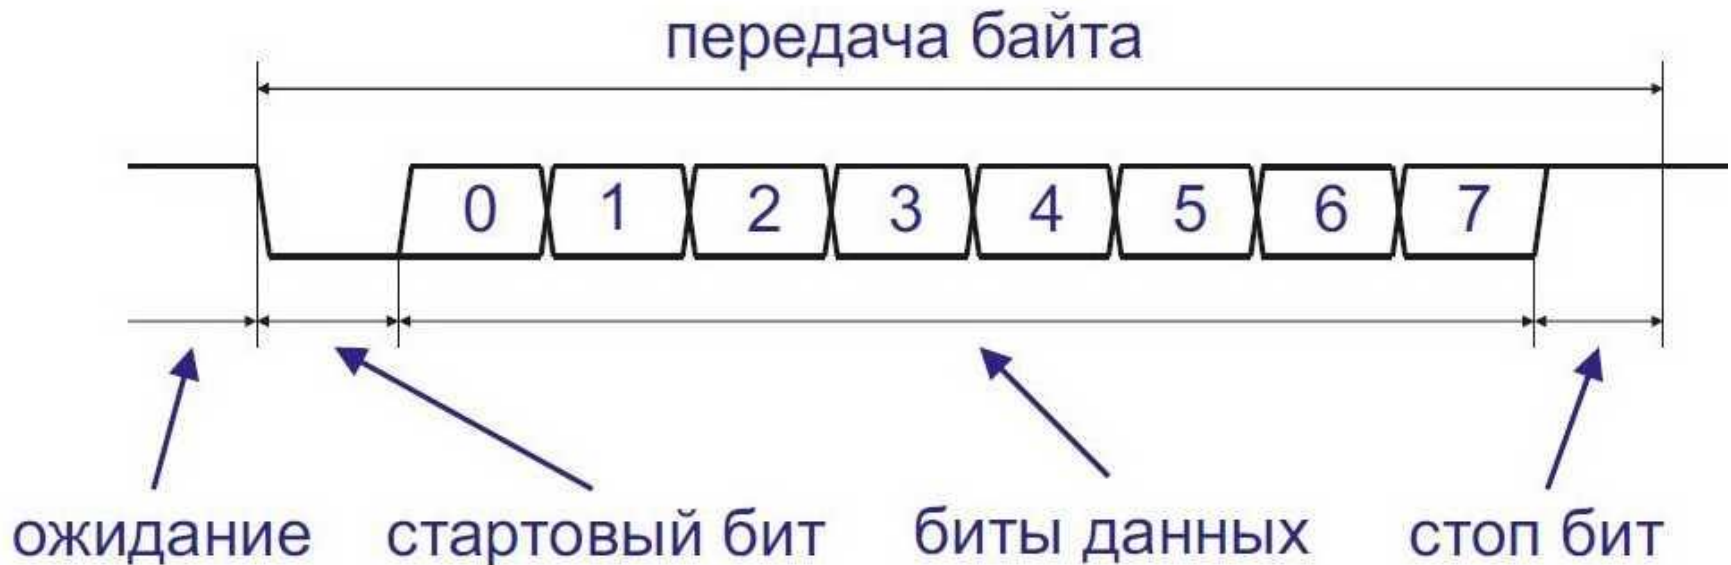 передача байта
0 1 2 3 4 5 6 7
ожидание стартовый бит биты данных стоп бит